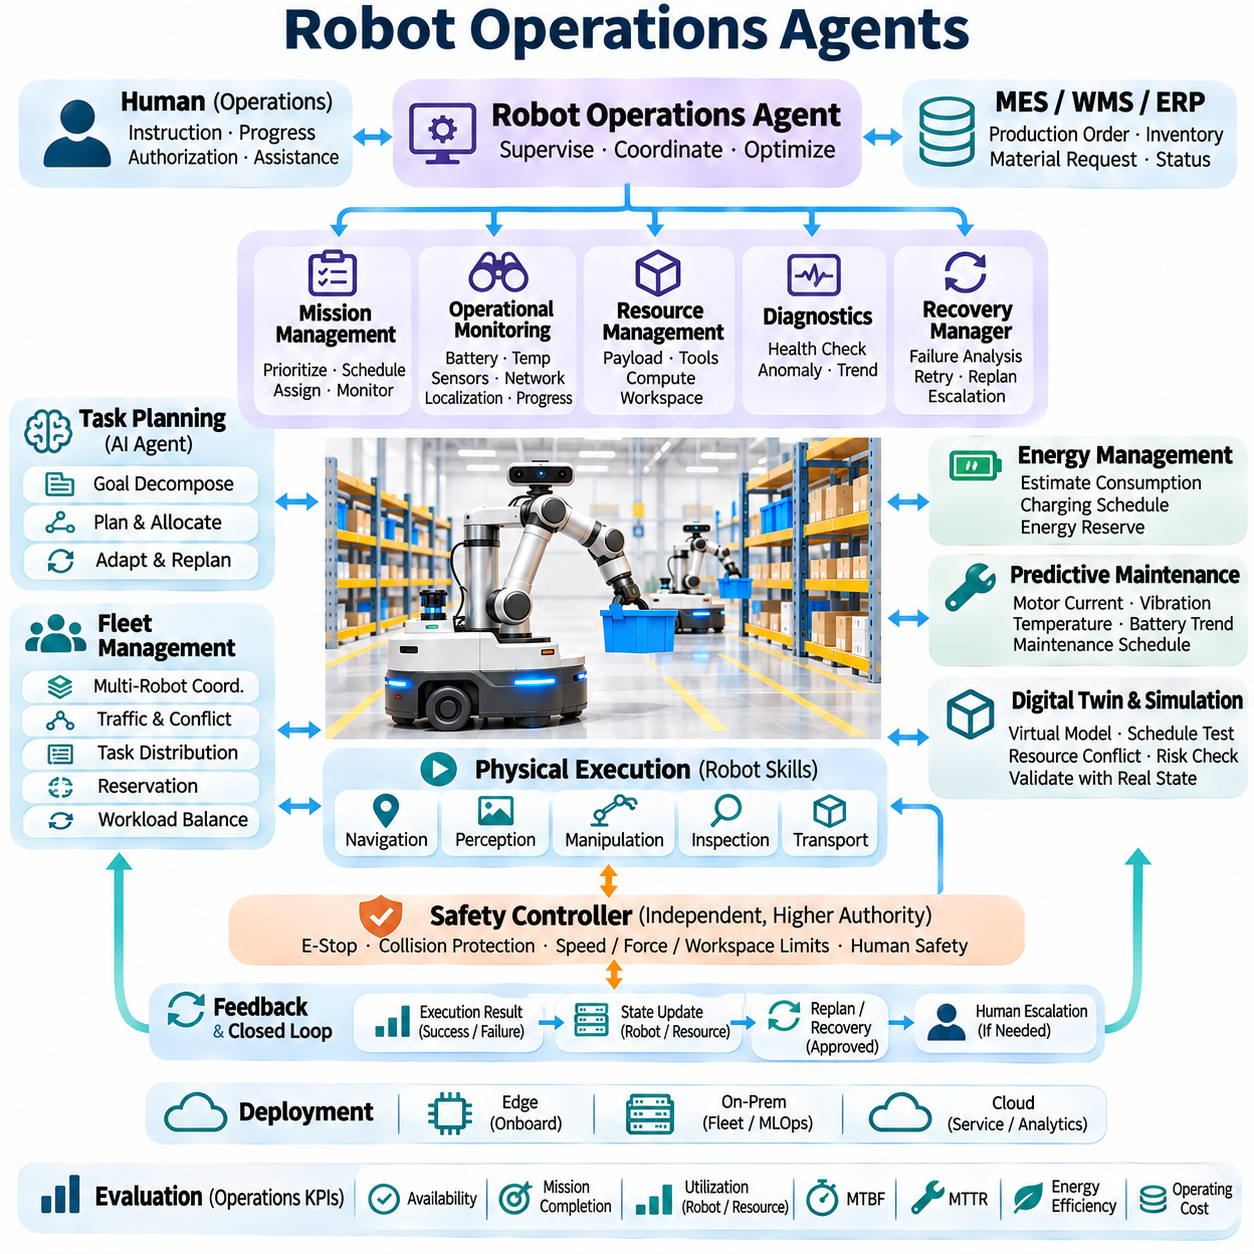 Robot Operations Agents
Human (Operations)
Instruction · Progress
Authorization · Assistance
Robot Operations Agent
Supervise · Coordinate · Optimize
MES / WMS / ERP
Production Order · Inventory
Material Request · Status
Mission
Management
Prioritize · Schedule
Assign · Monitor
Operational
Monitoring
Battery · Temp
Sensors · Network
Localization · Progress
Resource
Management
Payload · Tools
Compute
Workspace
Diagnostics
Health Check
Anomaly · Trend
Recovery
Manager
Failure Analysis
Retry · Replan
Escalation
Task Planning
(AI Agent)
Goal Decompose
Plan & Allocate
Adapt & Replan
Fleet
Management
Multi-Robot Coord.
Traffic & Conflict
Task Distribution
Reservation
Workload Balance
Energy Management
Estimate Consumption
Charging Schedule
Energy Reserve
Predictive Maintenance
Motor Current · Vibration
Temperature · Battery Trend
Maintenance Schedule
Digital Twin & Simulation
Virtual Model · Schedule Test
Resource Conflict · Risk Check
Validate with Real State
Physical Execution (Robot Skills)
Navigation
Perception
Manipulation
Inspection
Transport
Safety Controller (Independent, Higher Authority)
E-Stop · Collision Protection · Speed / Force / Workspace Limits · Human Safety
Feedback
& Closed Loop
Execution Result
(Success / Failure)
State Update
(Robot / Resource)
Replan /
Recovery
(Approved)
Human Escalation
(If Needed)
Deployment
Edge
(Onboard)
On-Prem
(Fleet / MLOps)
Cloud
(Service / Analytics)
Evaluation (Operations KPIs)
Availability
Mission
Completion
Utilization
(Robot / Resource)
MTBF
MTTR
Energy
Efficiency
Operating
Cost